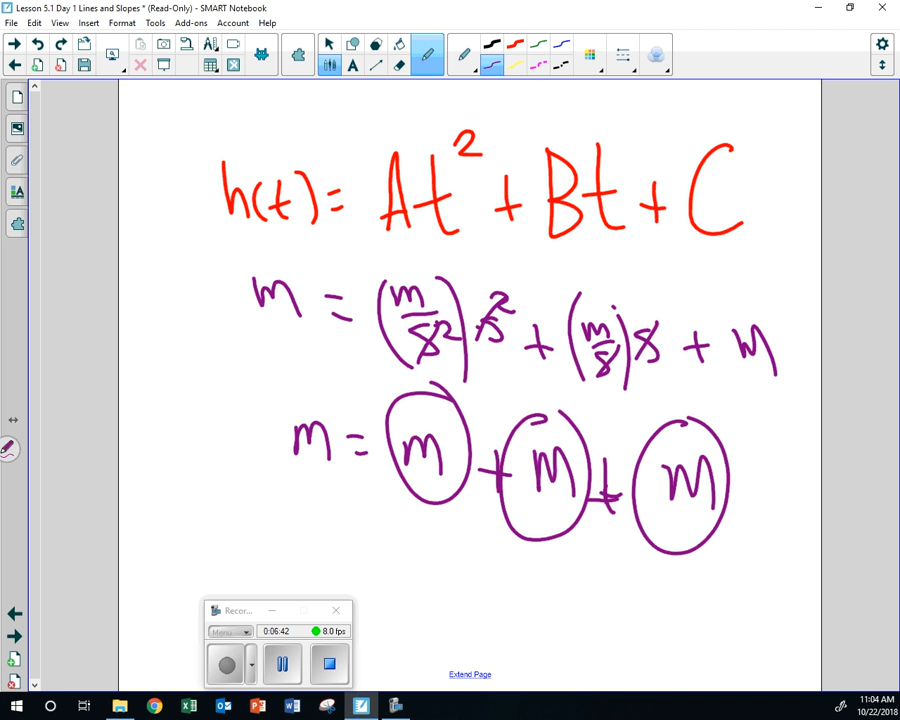 Lesson 5.1 Day 1 Lines and Slopes * (Read-Only) - SMART Notebook
File Edit View Insert Format Tools Add-ons Account Help
h(t) = At² + Bt + C
m = (m/s²) s² + (m/s) s + m
m = m + m + m
Recor...
Menu
0:06:42 8.0 fps
Extend Page
11:04 AM
10/22/2018